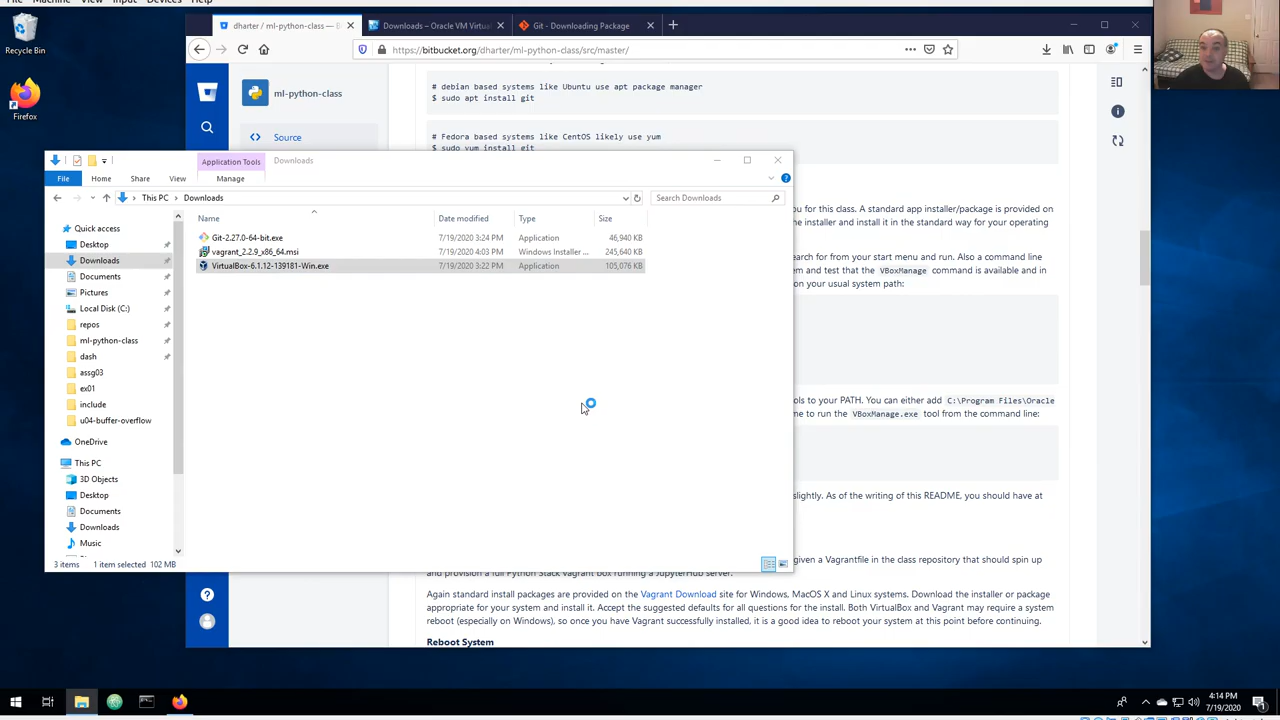 File Machine View Input Devices Help
Recycle Bin
Firefox
dharter / ml-python-class — B
Downloads – Oracle VM Virtua
Git - Downloading Package
https://bitbucket.org/dharter/ml-python-class/src/master/
ml-python-class
Source
# debian based systems like Ubuntu use apt package manager
$ sudo apt install git
# Fedora based systems like CentOS likely use yum
$ sudo yum install git
Application Tools
Downloads
File
Home
Share
View
Manage
This PC
Downloads
Search Downloads
Name
Date modified
Type
Size
Git-2.27.0-64-bit.exe
7/19/2020 3:24 PM
Application
46,940 KB
vagrant_2.2.9_x86_64.msi
7/19/2020 4:03 PM
Windows Installer ...
245,640 KB
VirtualBox-6.1.12-139181-Win.exe
7/19/2020 3:22 PM
Application
105,076 KB
Quick access
Desktop
Downloads
Documents
Pictures
Local Disk (C:)
repos
ml-python-class
dash
assg03
ex01
include
u04-buffer-overflow
OneDrive
This PC
3D Objects
Desktop
Documents
Downloads
Music
3 items
1 item selected 102 MB
ou for this class. A standard app installer/package is provided on
he installer and install it in the standard way for your operating
earch for from your start menu and run. Also a command line
em and test that the VBoxManage command is available and in
on your usual system path:
ols to your PATH. You can either add C:\Program Files\Oracle
me to run the VBoxManage.exe tool from the command line:
slightly. As of the writing of this README, you should have at
given a Vagrantfile in the class repository that should spin up
and provision a full Python Stack Vagrant box running a JupyterHub server.
Again standard install packages are provided on the Vagrant Download site for Windows, MacOS X and Linux systems. Download the installer or package
appropriate for your system and install it. Accept the suggested defaults for all questions for the install. Both VirtualBox and Vagrant may require a system
reboot (especially on Windows), so once you have Vagrant successfully installed, it is a good idea to reboot your system at this point before continuing.
Reboot System
4:14 PM
7/19/2020